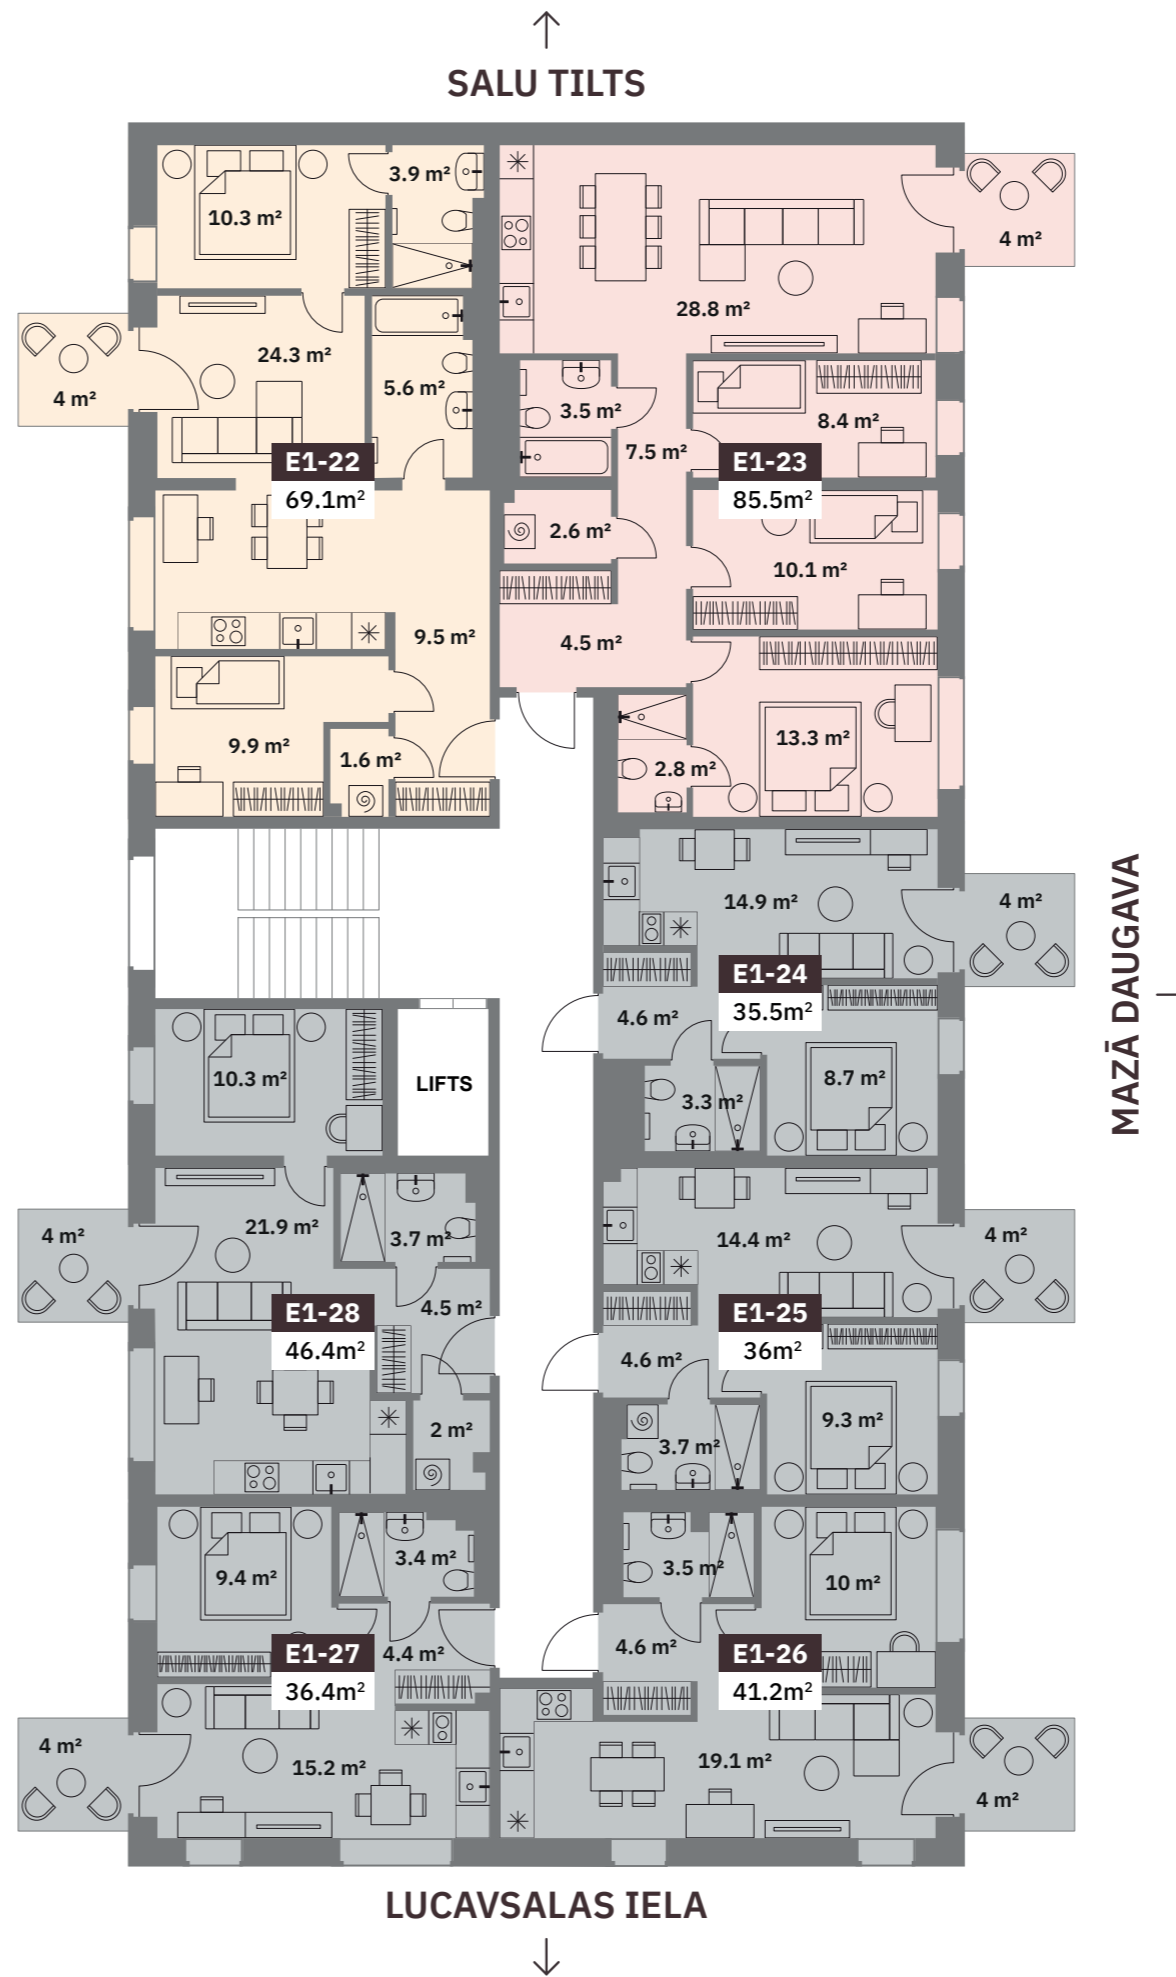 SALU TILTS
3.9 m²
10.3 m²
4 m²
28.8 m²
24.3 m²
4 m²
5.6 m²
3.5 m²
8.4 m²
7.5 m²
E1-22
69.1m²
E1-23
85.5m²
2.6 m²
10.1 m²
9.5 m²
4.5 m²
9.9 m²
1.6 m²
13.3 m²
2.8 m²
14.9 m²
4 m²
E1-24
35.5m²
4.6 m²
10.3 m²
LIFTS
8.7 m²
3.3 m²
MAZĀ DAUGAVA
4 m²
21.9 m²
3.7 m²
14.4 m²
4 m²
4.5 m²
E1-28
46.4m²
E1-25
36m²
4.6 m²
2 m²
9.3 m²
3.7 m²
9.4 m²
3.4 m²
3.5 m²
10 m²
E1-27
36.4m²
4.4 m²
4.6 m²
E1-26
41.2m²
4 m²
15.2 m²
19.1 m²
4 m²
LUCAVSALAS IELA